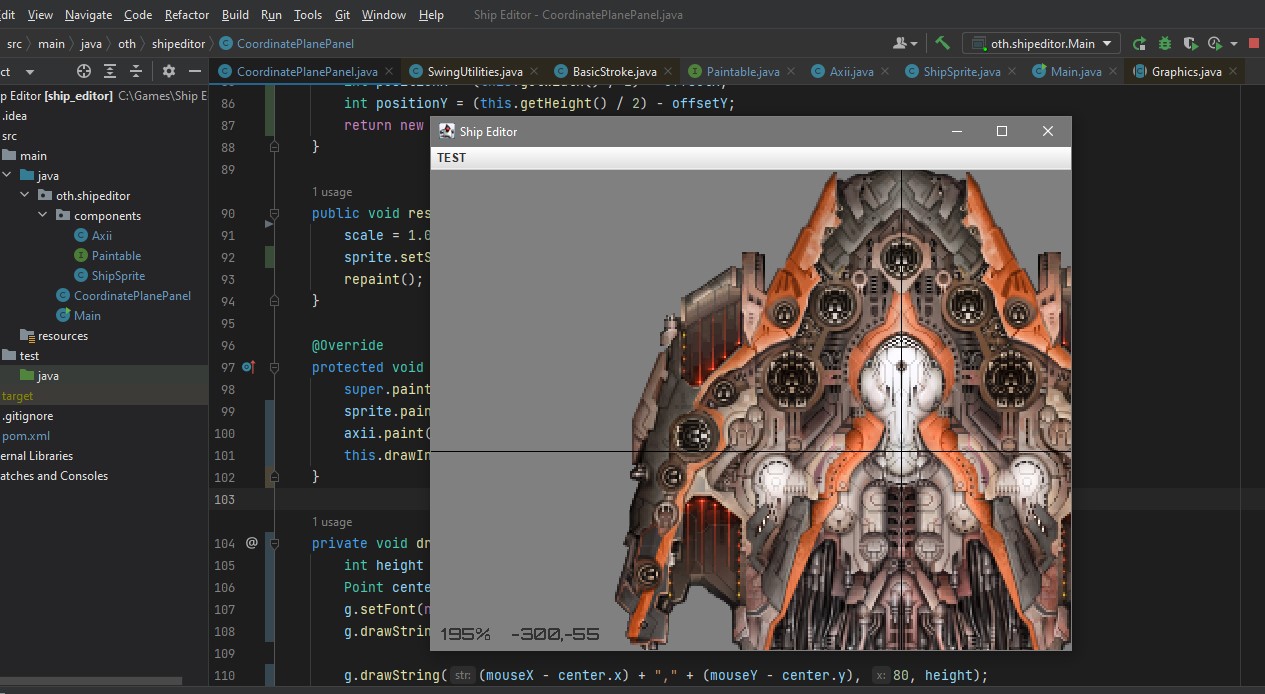 dit View Navigate Code Refactor Build Run Tools Git Window Help Ship Editor - CoordinatePlanePanel.java
src main java oth shipeditor CoordinatePlanePanel
oth.shipeditor.Main
ct
CoordinatePlanePanel.java SwingUtilities.java BasicStroke.java Paintable.java Axii.java ShipSprite.java Main.java Graphics.java
p Editor [ship_editor] C:\Games\Ship E
.idea
src
main
java
oth.shipeditor
components
Axii
Paintable
ShipSprite
CoordinatePlanePanel
Main
resources
test
java
target
.gitignore
pom.xml
ernal Libraries
atches and Consoles
86 int positionY = (this.getHeight() / 2) - offsetY;
87 return new
88 }
89
1 usage
90 public void res
91 scale = 1.0
92 sprite.setS
93 repaint();
94 }
95
96 @Override
97 protected void
98 super.paint
99 sprite.pain
100 axii.paint(
101 this.drawIn
102 }
103
1 usage
104 @ private void dr
105 int height
106 Point cente
107 g.setFont(n
108 g.drawStrin
109
110 g.drawString( str: (mouseX - center.x) + "," + (mouseY - center.y), x: 80, height);
Ship Editor
TEST
195% -300,-55